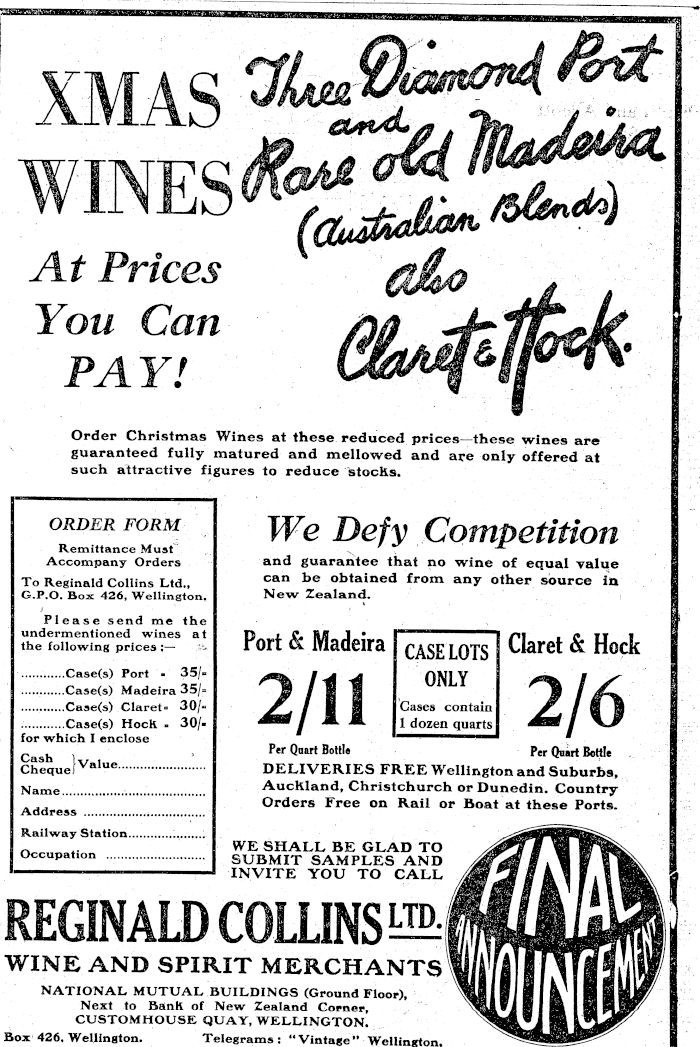 XMAS
WINES
At Prices
You Can
PAY!
Three Diamond Port
and
Rare old Madeira
(Australian Blends)
also
Claret & Hock.
Order Christmas Wines at these reduced prices—these wines are
guaranteed fully matured and mellowed and are only offered at
such attractive figures to reduce stocks.
ORDER FORM
Remittance Must
Accompany Orders
To Reginald Collins Ltd.,
G.P.O. Box 426, Wellington.
Please send me the
undermentioned wines at
the following prices:—
............Case(s) Port - 35/-
............Case(s) Madeira 35/-
............Case(s) Claret- 30/-
............Case(s) Hock - 30/-
for which I enclose
Cash
Cheque } Value........................
Name........................................
Address ...................................
Railway Station......................
Occupation ............................
We Defy Competition
and guarantee that no wine of equal value
can be obtained from any other source in
New Zealand.
Port & Madeira
2/11
Per Quart Bottle
CASE LOTS
ONLY
Cases contain
1 dozen quarts
Claret & Hock
2/6
Per Quart Bottle
DELIVERIES FREE Wellington and Suburbs,
Auckland, Christchurch or Dunedin. Country
Orders Free on Rail or Boat at these Ports.
WE SHALL BE GLAD TO
SUBMIT SAMPLES AND
INVITE YOU TO CALL
FINAL
ANNOUNCEMENT
REGINALD COLLINS LTD.
WINE AND SPIRIT MERCHANTS
NATIONAL MUTUAL BUILDINGS (Ground Floor),
Next to Bank of New Zealand Corner,
CUSTOMHOUSE QUAY, WELLINGTON.
Box 426, Wellington. Telegrams: "Vintage" Wellington.